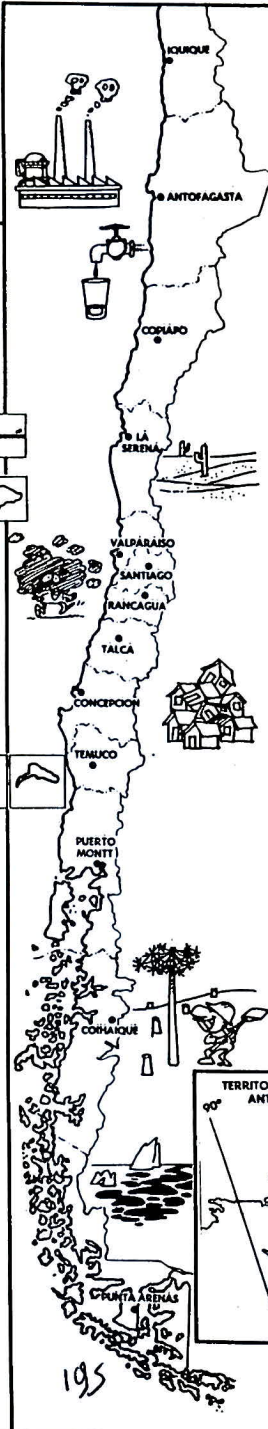 IQUIQUE
ANTOFAGASTA
COPIAPO
LA
SERENA
VALPARAISO
SANTIAGO
RANCAGUA
TALCA
CONCEPCION
TEMUCO
PUERTO
MONTT
COIHAIQUE
TERRITO
ANT
90°
PUNTA ARENAS
195